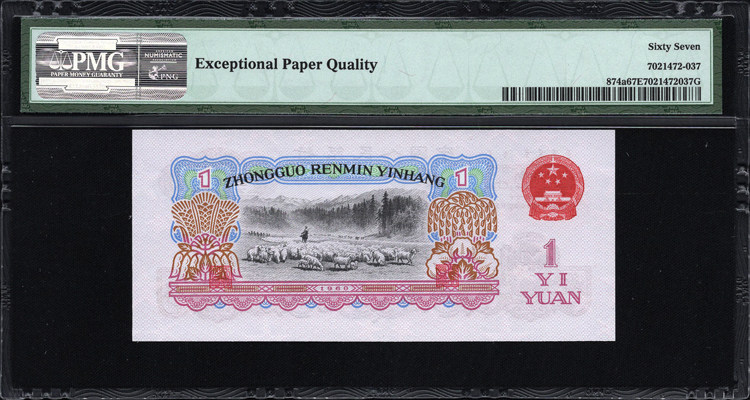 PMG
PAPER MONEY GUARANTY
NUMISMATIC
PNG
Exceptional Paper Quality
Sixty Seven
7021472-037
874a67E7021472037G
ZHONGGUO RENMIN YINHANG
1
1
1
YI
YUAN
1960